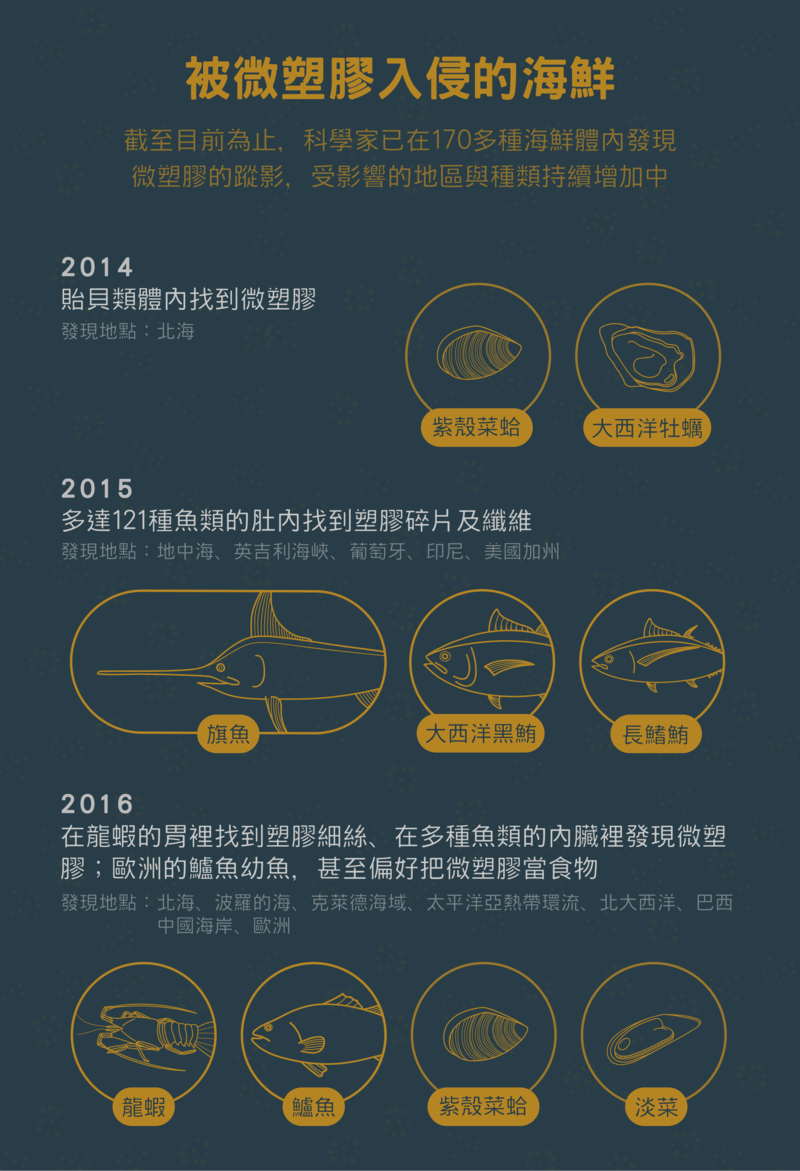 被微塑膠入侵的海鮮
截至目前為止，科學家已在170多種海鮮體內發現
微塑膠的蹤影，受影響的地區與種類持續增加中
2014
貽貝類體內找到微塑膠
發現地點：北海
紫殼菜蛤
大西洋牡蠣
2015
多達121種魚類的肚內找到塑膠碎片及纖維
發現地點：地中海、英吉利海峽、葡萄牙、印尼、美國加州
旗魚
大西洋黑鮪
長鰭鮪
2016
在龍蝦的胃裡找到塑膠細絲、在多種魚類的內臟裡發現微塑
膠；歐洲的鱸魚幼魚，甚至偏好把微塑膠當食物
發現地點：北海、波羅的海、克萊德海域、太平洋亞熱帶環流、北大西洋、巴西
中國海岸、歐洲
龍蝦
鱸魚
紫殼菜蛤
淡菜